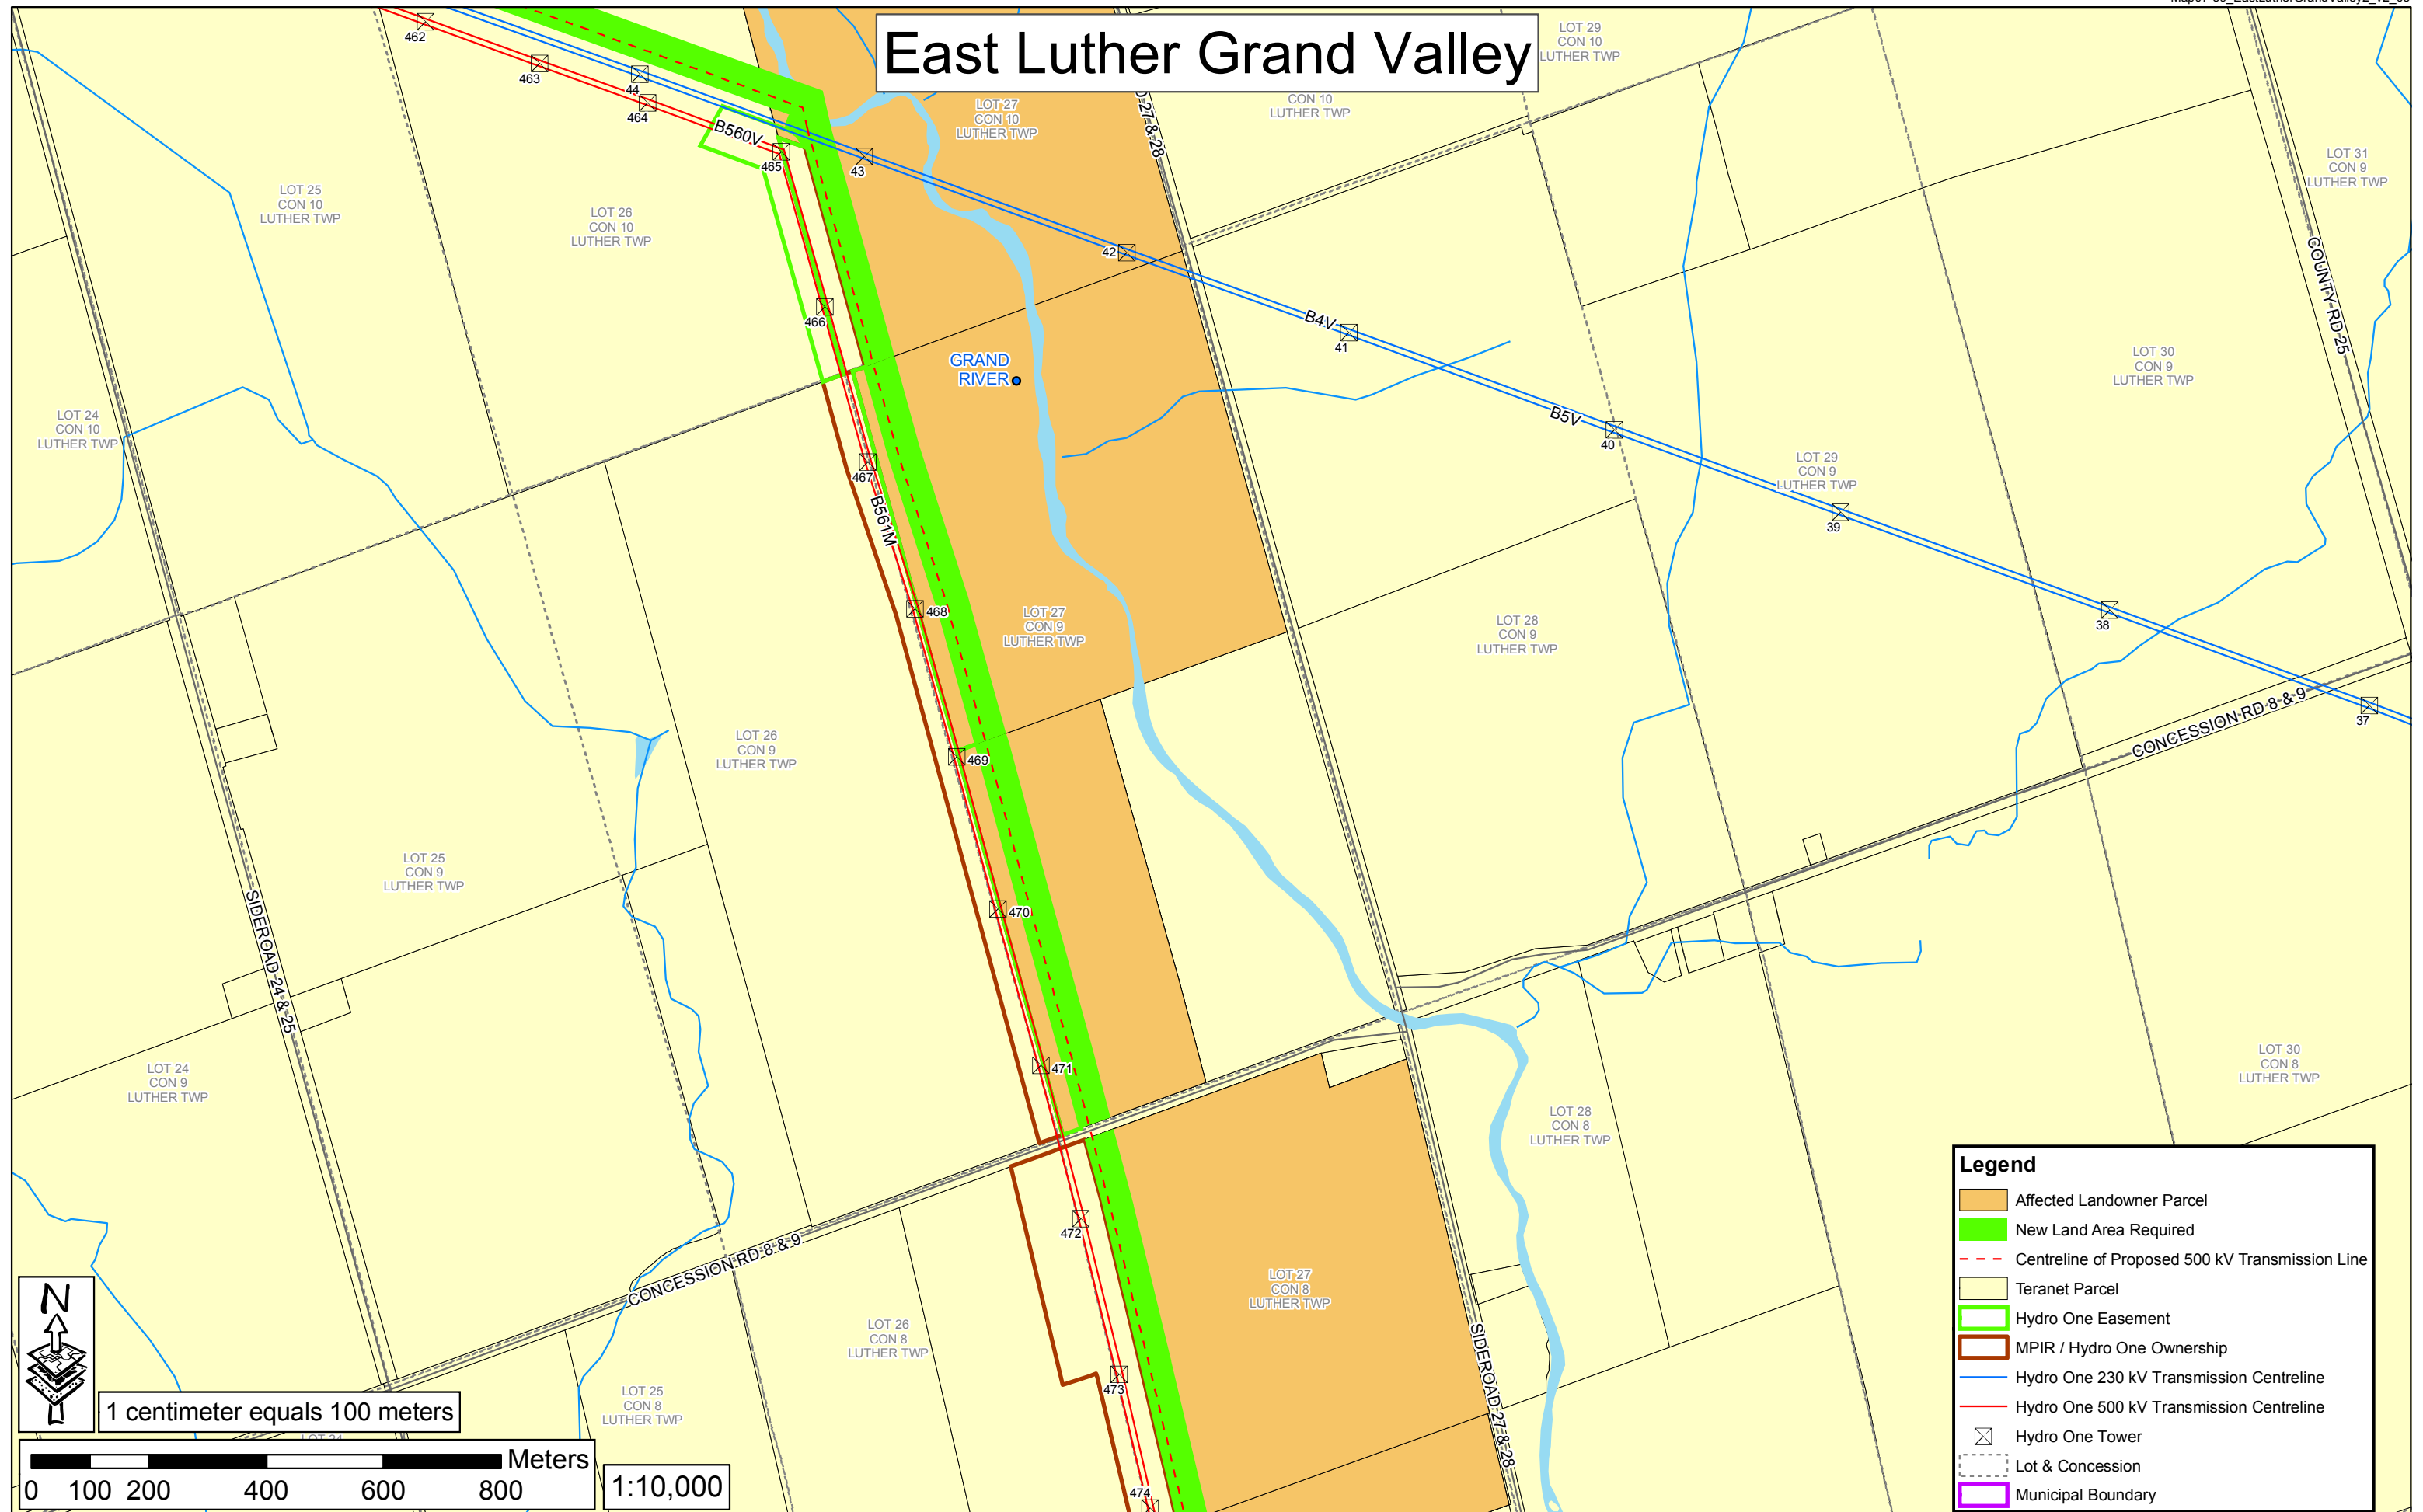 East Luther Grand Valley
462
463
44
464
B560V
465
43
LOT 27
CON 10
LUTHER TWP
LOT 29
CON 10
LUTHER TWP
CON 10
LUTHER TWP
27 & 28
LOT 31
CON 9
LUTHER TWP
LOT 25
CON 10
LUTHER TWP
LOT 26
CON 10
LUTHER TWP
42
COUNTY RD 25
466
B4V
41
GRAND
RIVER
LOT 30
CON 9
LUTHER TWP
LOT 24
CON 10
LUTHER TWP
B5V
40
467
B561M
LOT 29
CON 9
LUTHER TWP
39
468
LOT 27
CON 9
LUTHER TWP
LOT 28
CON 9
LUTHER TWP
38
37
CONCESSION RD 8 & 9
LOT 26
CON 9
LUTHER TWP
469
LOT 25
CON 9
LUTHER TWP
470
SIDEROAD 24 & 25
LOT 24
CON 9
LUTHER TWP
471
LOT 30
CON 8
LUTHER TWP
LOT 28
CON 8
LUTHER TWP
472
CONCESSION RD 8 & 9
LOT 27
CON 8
LUTHER TWP
LOT 26
CON 8
LUTHER TWP
473
SIDEROAD 27 & 28
LOT 25
CON 8
LUTHER TWP
474
N
1 centimeter equals 100 meters
LOT 24
Meters
0 100 200 400 600 800
1:10,000
Legend
Affected Landowner Parcel
New Land Area Required
Centreline of Proposed 500 kV Transmission Line
Teranet Parcel
Hydro One Easement
MPIR / Hydro One Ownership
Hydro One 230 kV Transmission Centreline
Hydro One 500 kV Transmission Centreline
Hydro One Tower
Lot & Concession
Municipal Boundary